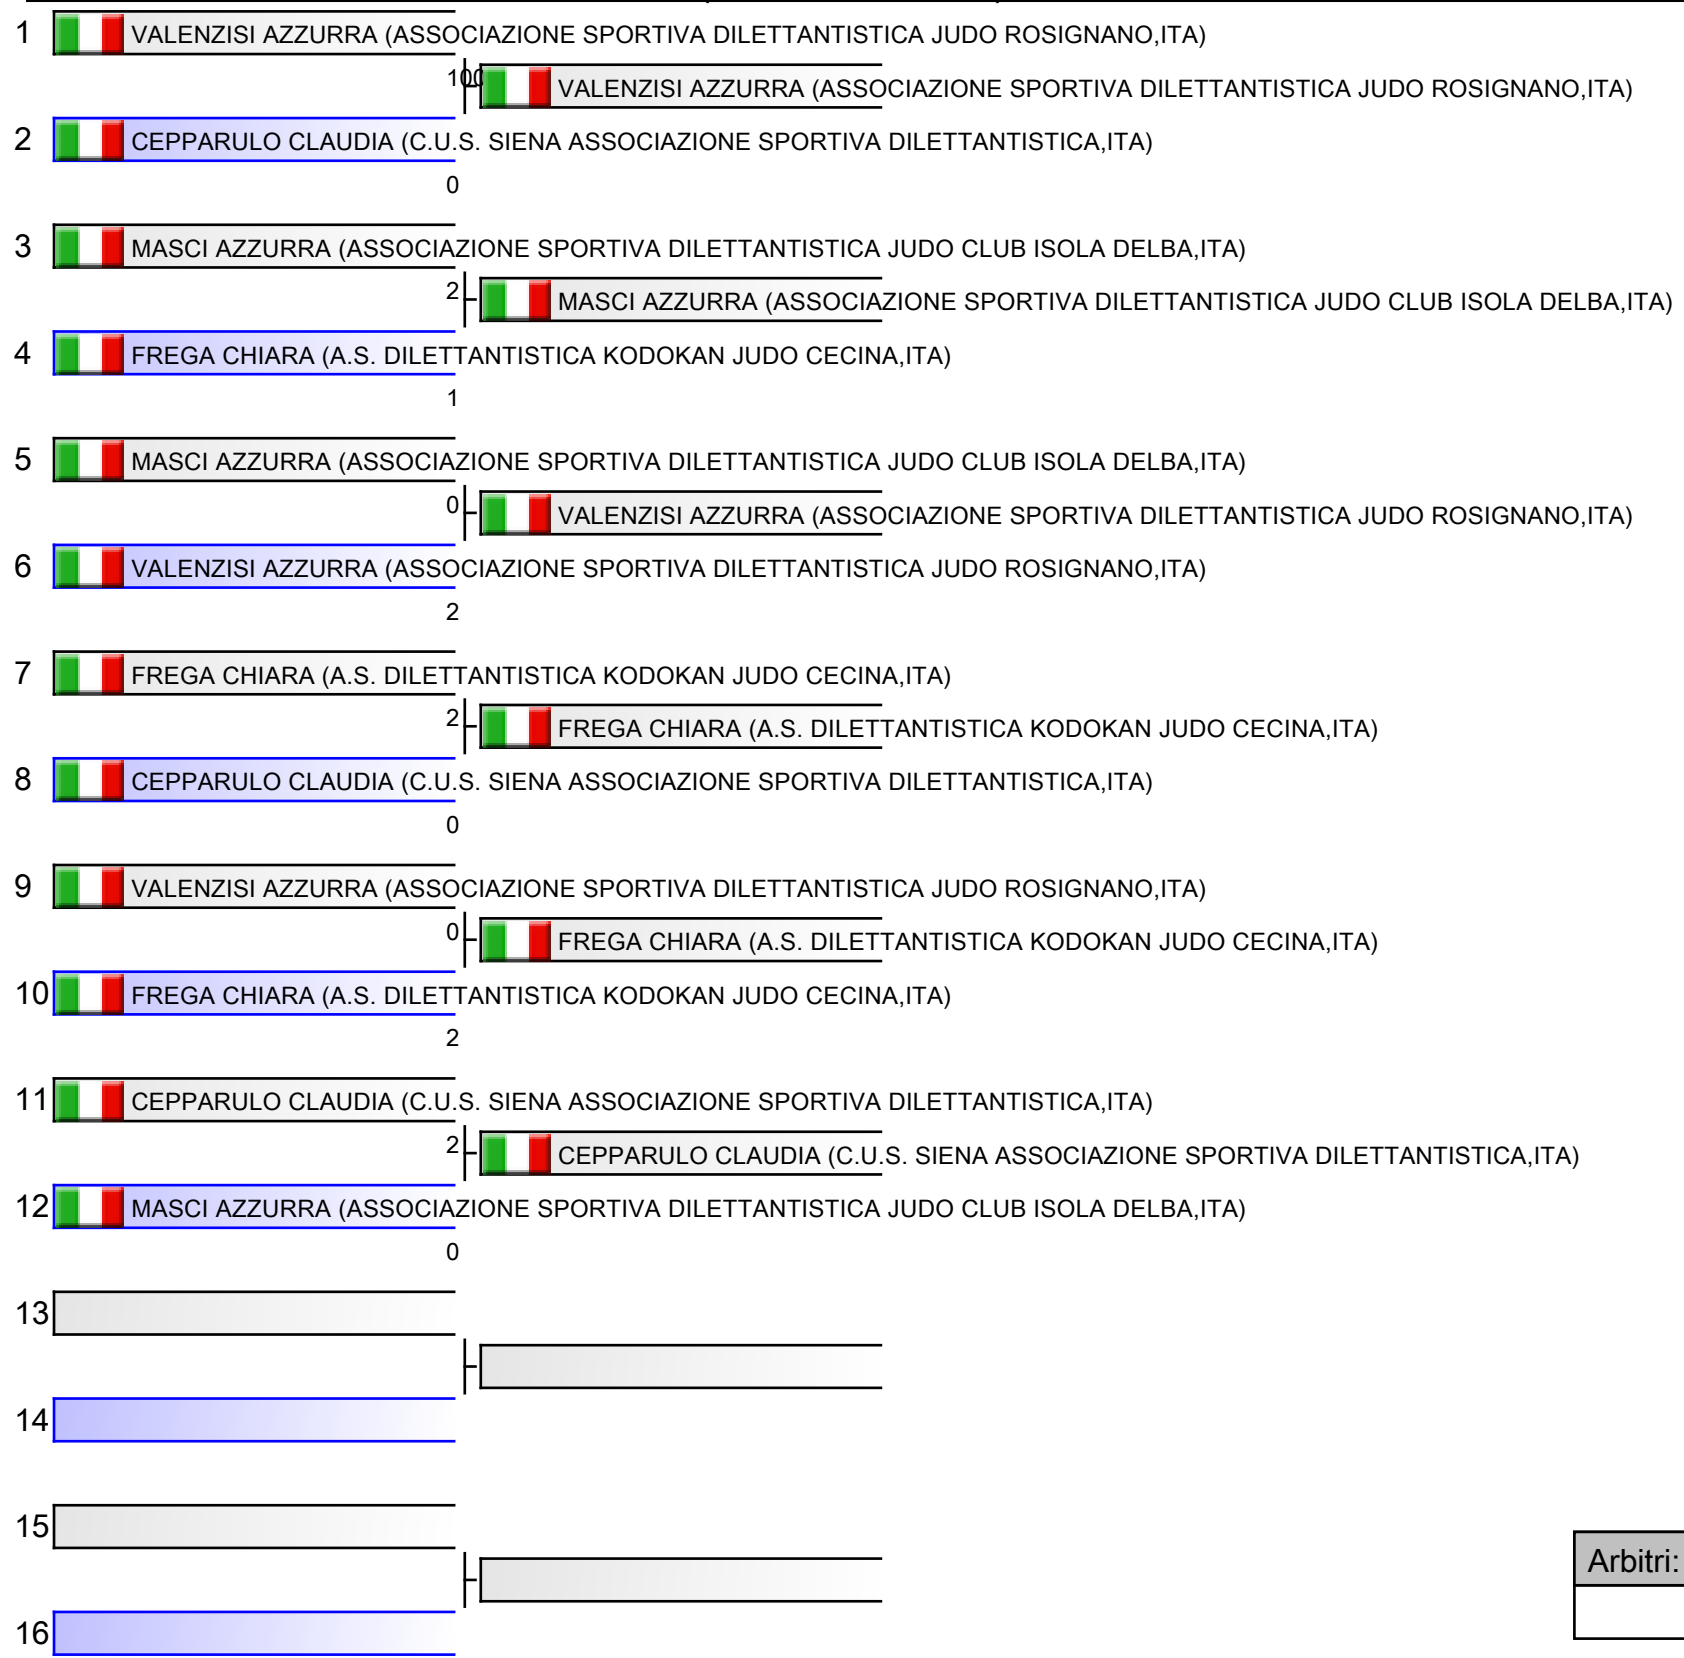 1 VALENZISI AZZURRA (ASSOCIAZIONE SPORTIVA DILETTANTISTICA JUDO ROSIGNANO,ITA)
100 VALENZISI AZZURRA (ASSOCIAZIONE SPORTIVA DILETTANTISTICA JUDO ROSIGNANO,ITA)
2 CEPPARULO CLAUDIA (C.U.S. SIENA ASSOCIAZIONE SPORTIVA DILETTANTISTICA,ITA)
0
3 MASCI AZZURRA (ASSOCIAZIONE SPORTIVA DILETTANTISTICA JUDO CLUB ISOLA DELBA,ITA)
2 MASCI AZZURRA (ASSOCIAZIONE SPORTIVA DILETTANTISTICA JUDO CLUB ISOLA DELBA,ITA)
4 FREGA CHIARA (A.S. DILETTANTISTICA KODOKAN JUDO CECINA,ITA)
1
5 MASCI AZZURRA (ASSOCIAZIONE SPORTIVA DILETTANTISTICA JUDO CLUB ISOLA DELBA,ITA)
0 VALENZISI AZZURRA (ASSOCIAZIONE SPORTIVA DILETTANTISTICA JUDO ROSIGNANO,ITA)
6 VALENZISI AZZURRA (ASSOCIAZIONE SPORTIVA DILETTANTISTICA JUDO ROSIGNANO,ITA)
2
7 FREGA CHIARA (A.S. DILETTANTISTICA KODOKAN JUDO CECINA,ITA)
2 FREGA CHIARA (A.S. DILETTANTISTICA KODOKAN JUDO CECINA,ITA)
8 CEPPARULO CLAUDIA (C.U.S. SIENA ASSOCIAZIONE SPORTIVA DILETTANTISTICA,ITA)
0
9 VALENZISI AZZURRA (ASSOCIAZIONE SPORTIVA DILETTANTISTICA JUDO ROSIGNANO,ITA)
0 FREGA CHIARA (A.S. DILETTANTISTICA KODOKAN JUDO CECINA,ITA)
10 FREGA CHIARA (A.S. DILETTANTISTICA KODOKAN JUDO CECINA,ITA)
2
11 CEPPARULO CLAUDIA (C.U.S. SIENA ASSOCIAZIONE SPORTIVA DILETTANTISTICA,ITA)
2 CEPPARULO CLAUDIA (C.U.S. SIENA ASSOCIAZIONE SPORTIVA DILETTANTISTICA,ITA)
12 MASCI AZZURRA (ASSOCIAZIONE SPORTIVA DILETTANTISTICA JUDO CLUB ISOLA DELBA,ITA)
0
13
14
15
Arbitri:
16